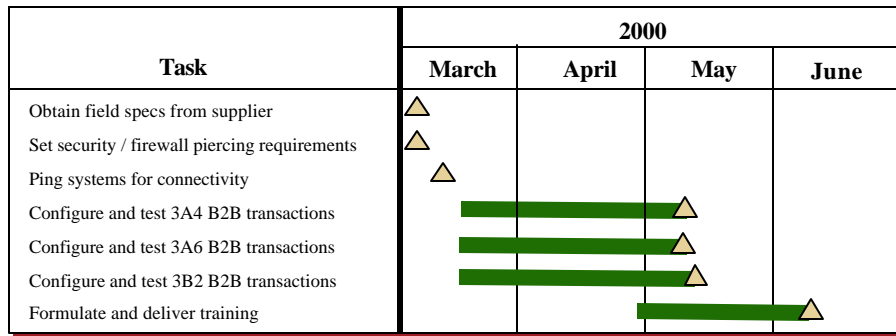 2000
Task
March April May June
Obtain field specs from supplier
Set security / firewall piercing requirements
Ping systems for connectivity
Configure and test 3A4 B2B transactions
Configure and test 3A6 B2B transactions
Configure and test 3B2 B2B transactions
Formulate and deliver training